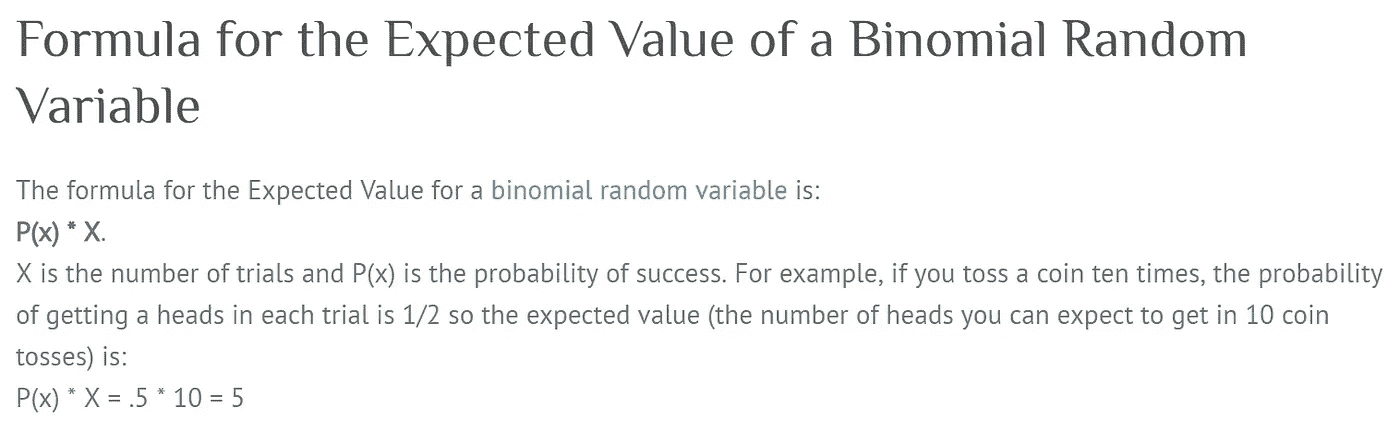 Formula for the Expected Value of a Binomial Random
Variable
The formula for the Expected Value for a binomial random variable is:
P(x) * X.
X is the number of trials and P(x) is the probability of success. For example, if you toss a coin ten times, the probability
of getting a heads in each trial is 1/2 so the expected value (the number of heads you can expect to get in 10 coin
tosses) is:
P(x) * X = .5 * 10 = 5